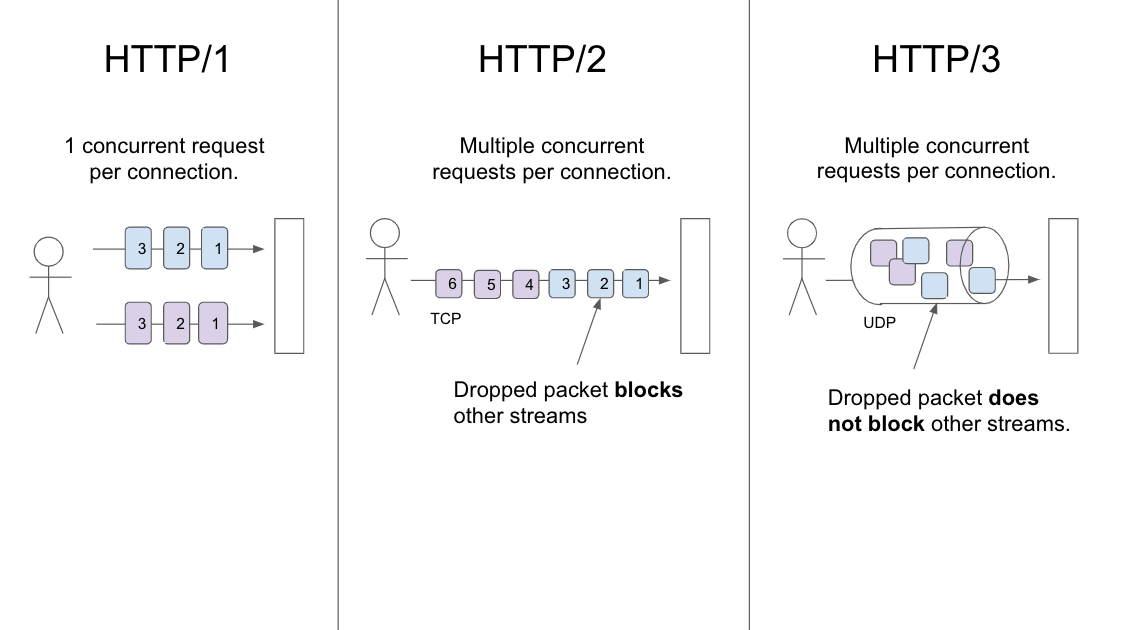 HTTP/1
1 concurrent request
per connection.
3 2 1
3 2 1
HTTP/2
Multiple concurrent
requests per connection.
6 5 4 3 2 1
TCP
Dropped packet blocks
other streams
HTTP/3
Multiple concurrent
requests per connection.
UDP
Dropped packet does
not block other streams.